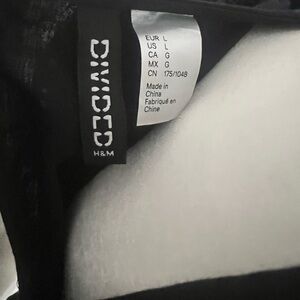 DIVIDED
H&M
EUR L
US L
CA G
MX G
CN 175/104B
Made in
China
Fabriqué en
Chine